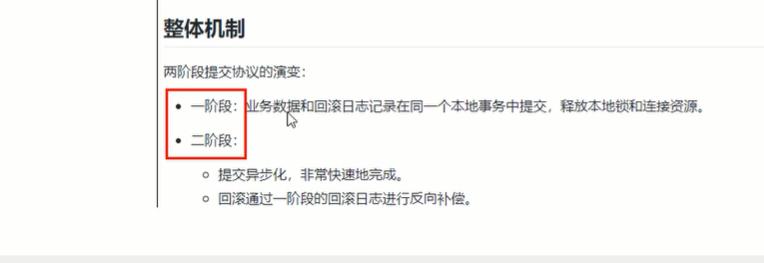 整体机制
两阶段提交协议的演变：
一阶段：业务数据和回滚日志记录在同一个本地事务中提交，释放本地锁和连接资源。
二阶段：
提交异步化，非常快速地完成。
回滚通过一阶段的回滚日志进行反向补偿。